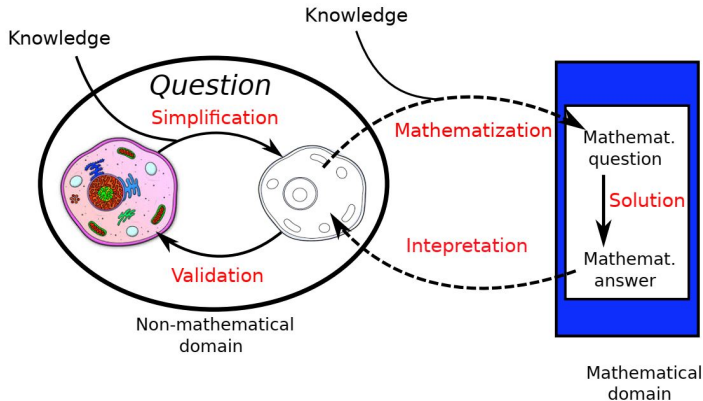 Knowledge
Knowledge
Question
Simplification
Mathematization
Mathemat.
question
Solution
Intepretation
Mathemat.
answer
Validation
Non-mathematical
domain
Mathematical
domain